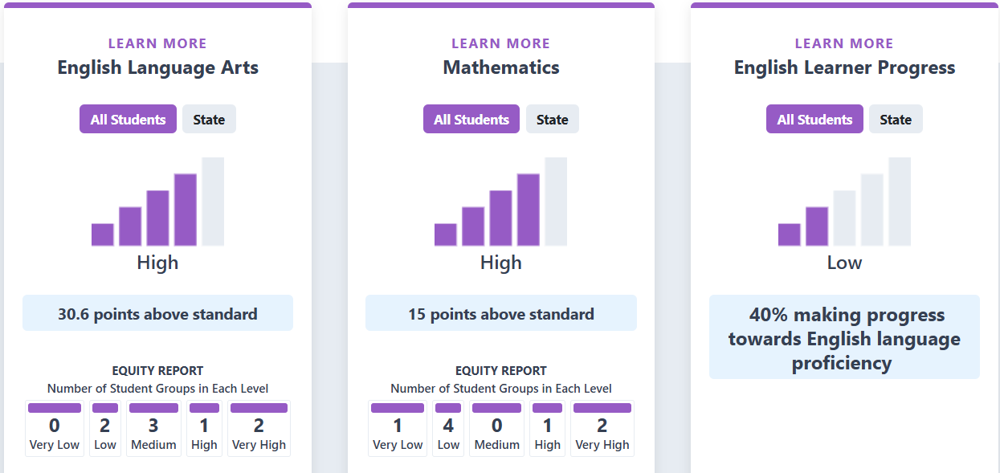 LEARN MORE
English Language Arts
All Students State
High
30.6 points above standard
EQUITY REPORT
Number of Student Groups in Each Level
0 2 3 1 2
Very Low Low Medium High Very High
LEARN MORE
Mathematics
All Students State
High
15 points above standard
EQUITY REPORT
Number of Student Groups in Each Level
1 4 0 1 2
Very Low Low Medium High Very High
LEARN MORE
English Learner Progress
All Students State
Low
40% making progress
towards English language
proficiency